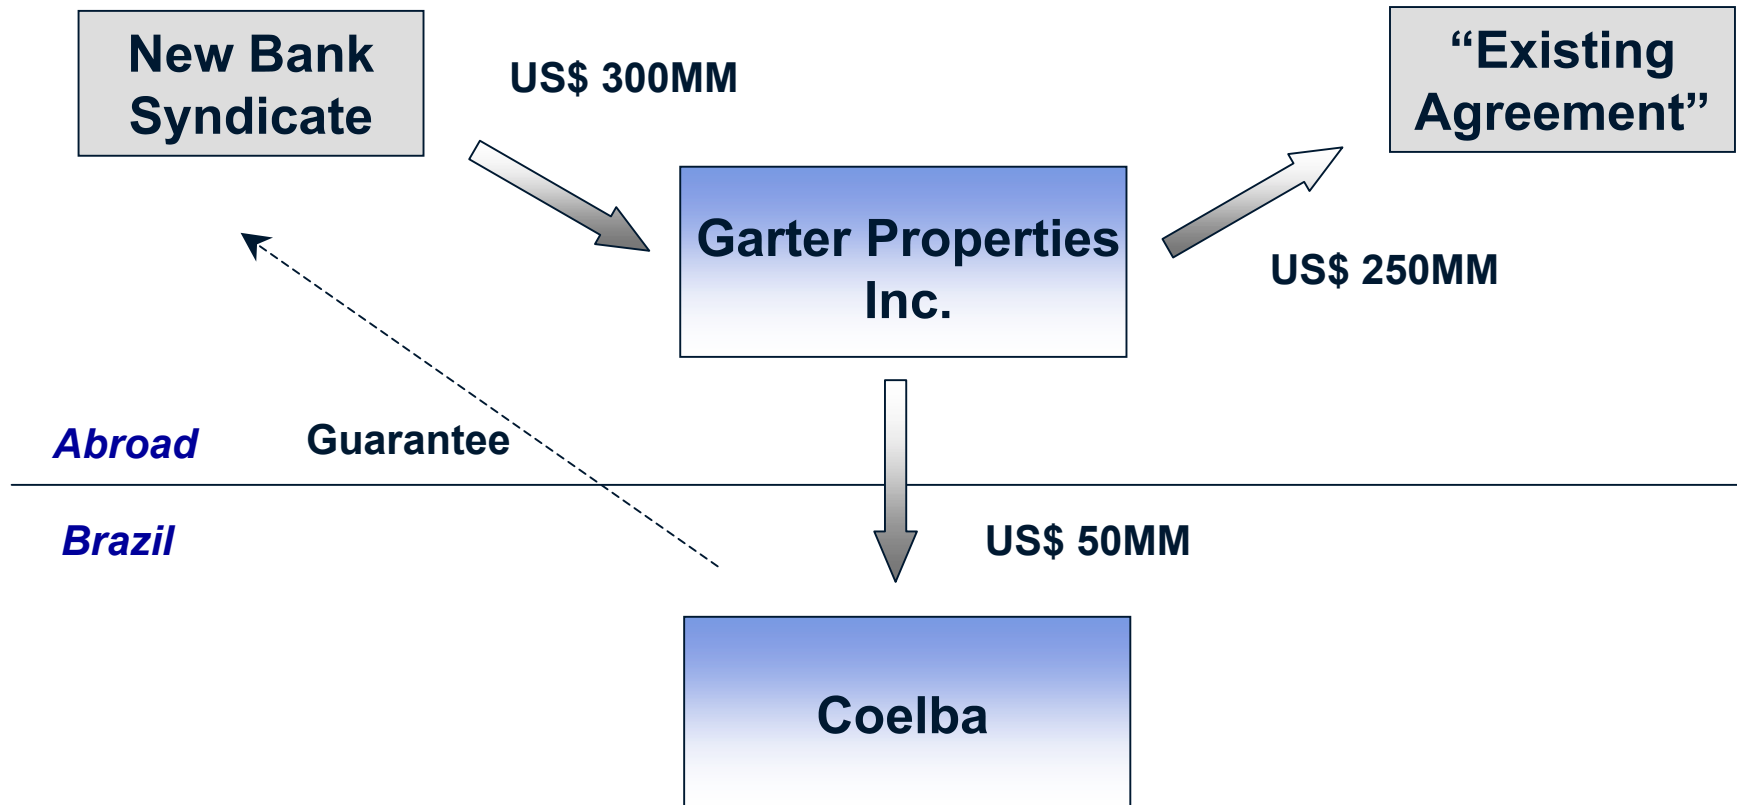 New Bank
Syndicate
US$ 300MM
“Existing
Agreement”
Garter Properties
Inc.
US$ 250MM
Abroad
Guarantee
Brazil
US$ 50MM
Coelba